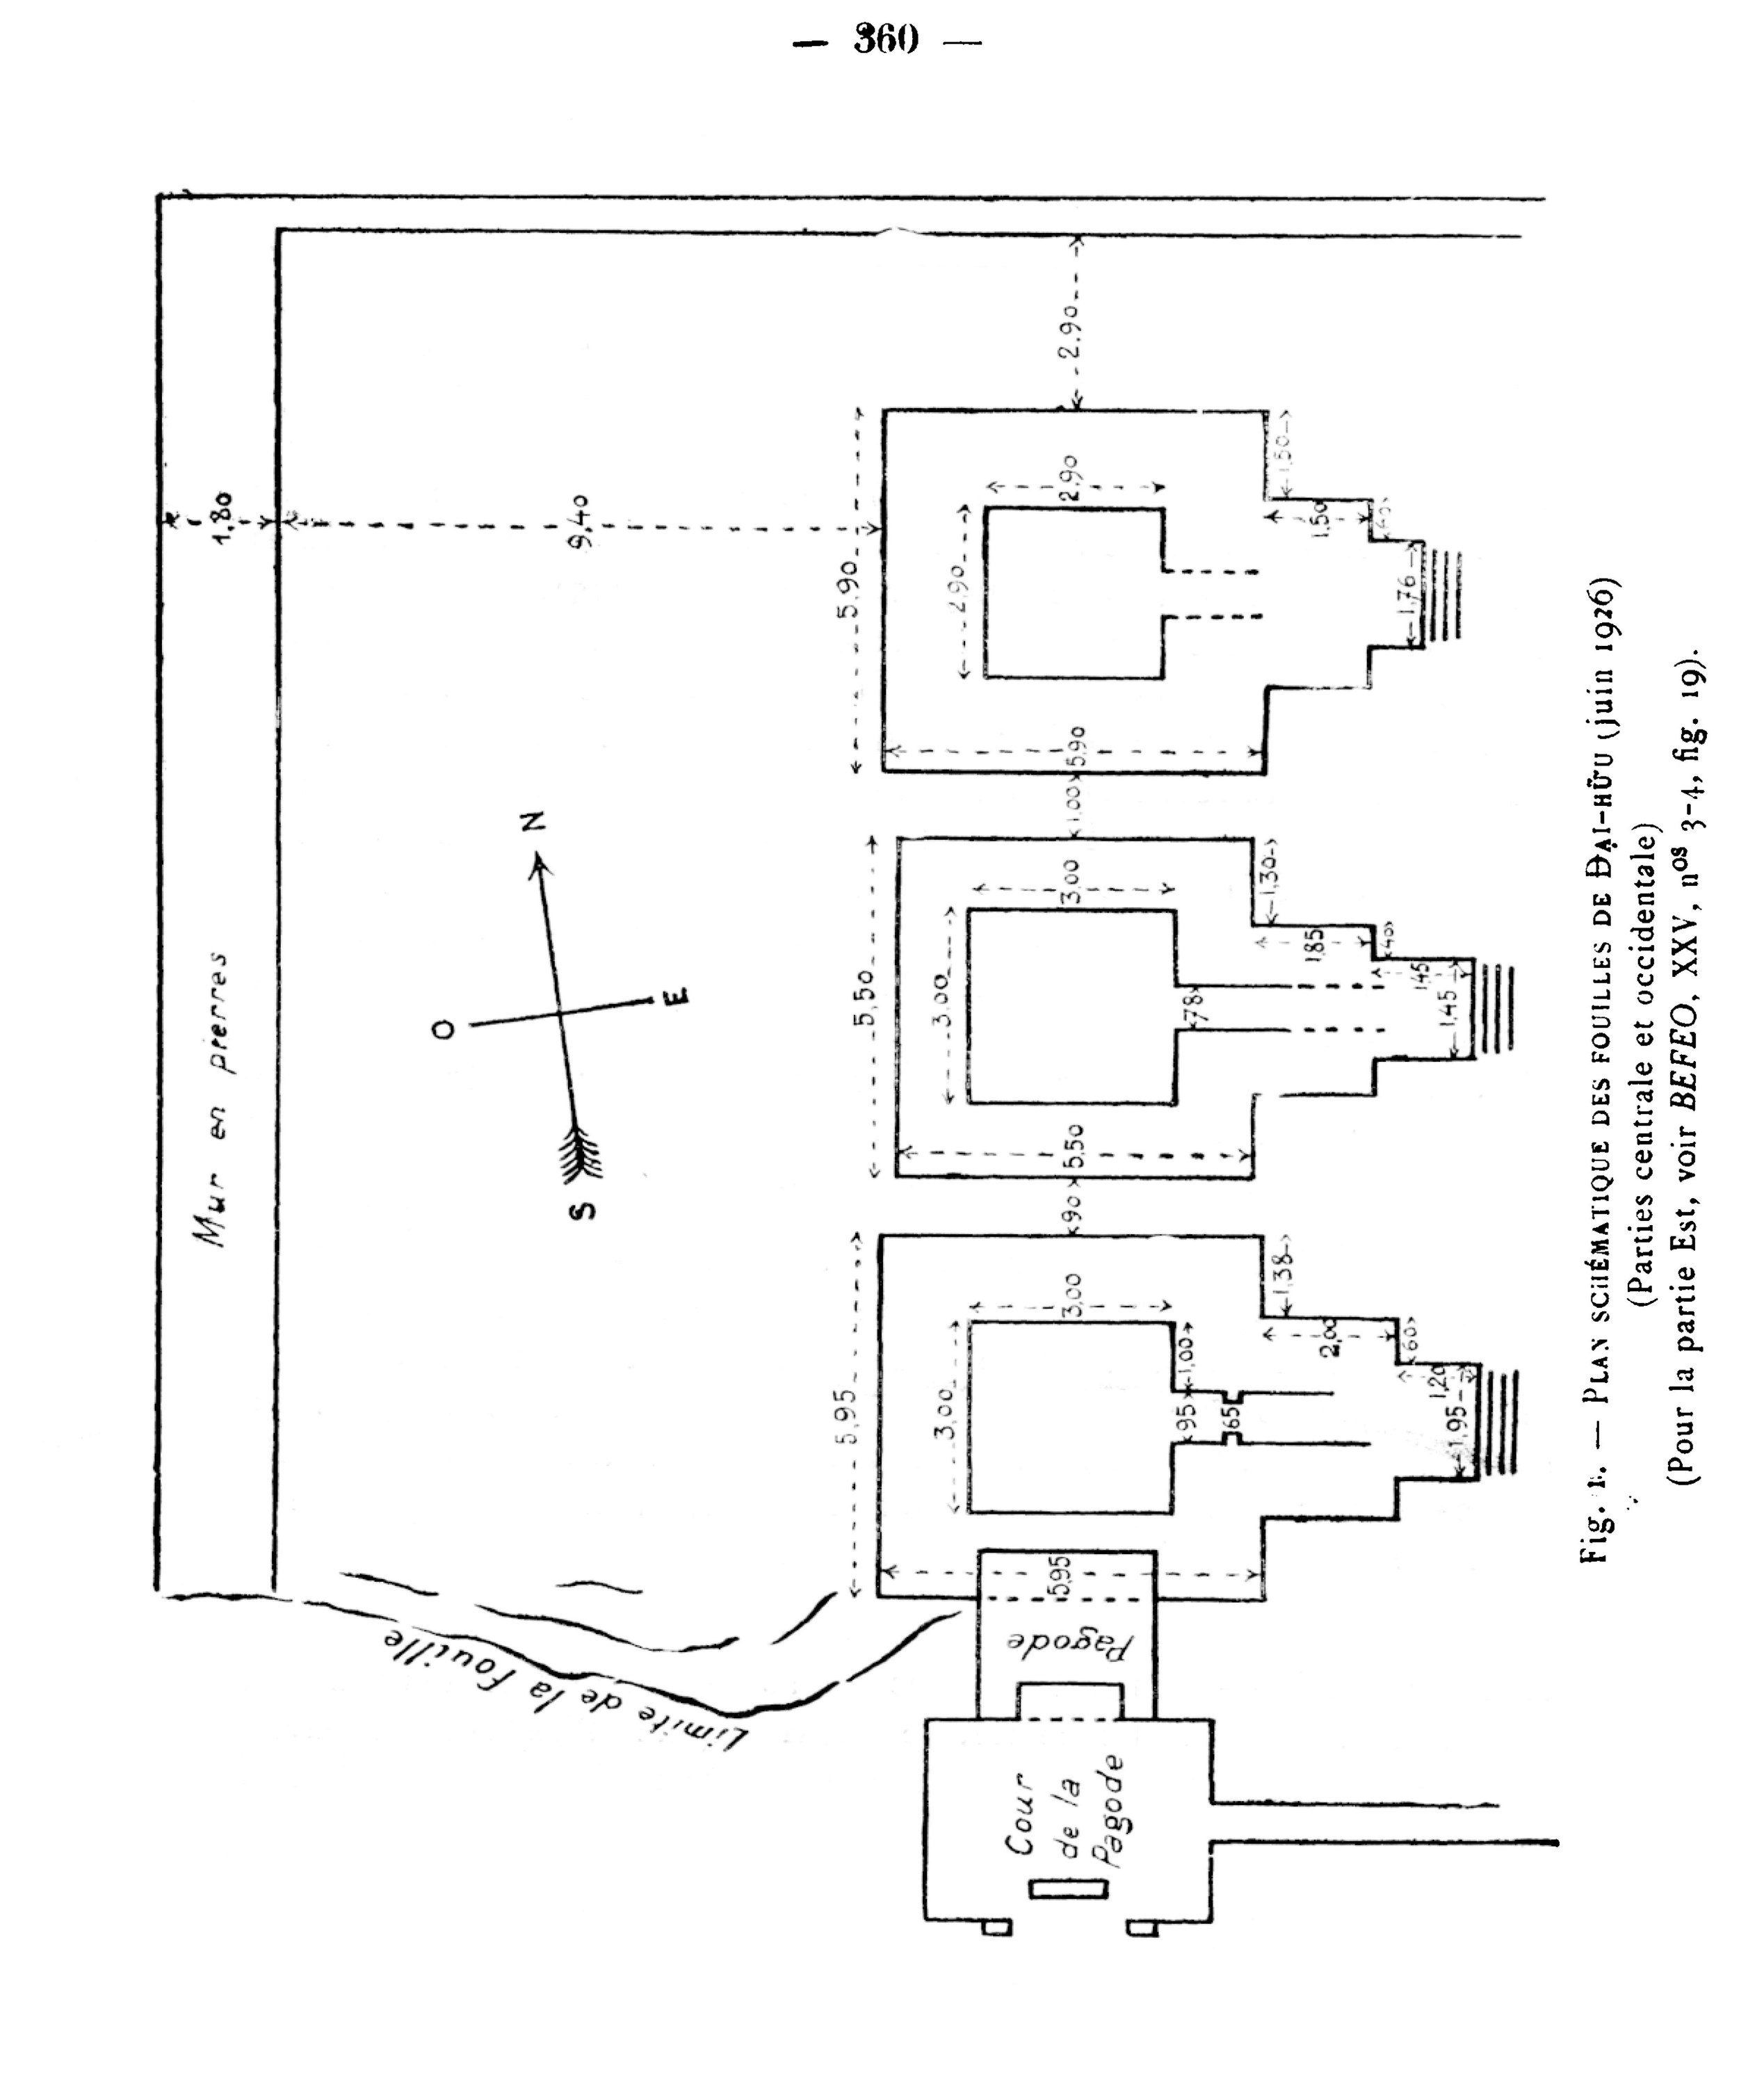 — 360 —
Mur en pierres
1,80
9,40
O
N
S
E
Limite de la Fouille
5,95
5,50
5.90
2.90
3,00
3,00
5,95
90
3.00
3,00
5,50
1,00
2,90
2,90
5,90
1,00
95
65
1,38
2,00
60
1,20
1,95
78
1,30
1,85
40
1,45
1,45
1,50
1,50
40
1,76
Pagode
Cour
de la
Pagode
Fig. 1. — PLAN SCHÉMATIQUE DES FOUILLES DE ĐẠI-HỮU (juin 1926)
(Parties centrale et occidentale)
(Pour la partie Est, voir BEFEO, XXV, nos 3-4, fig. 19).